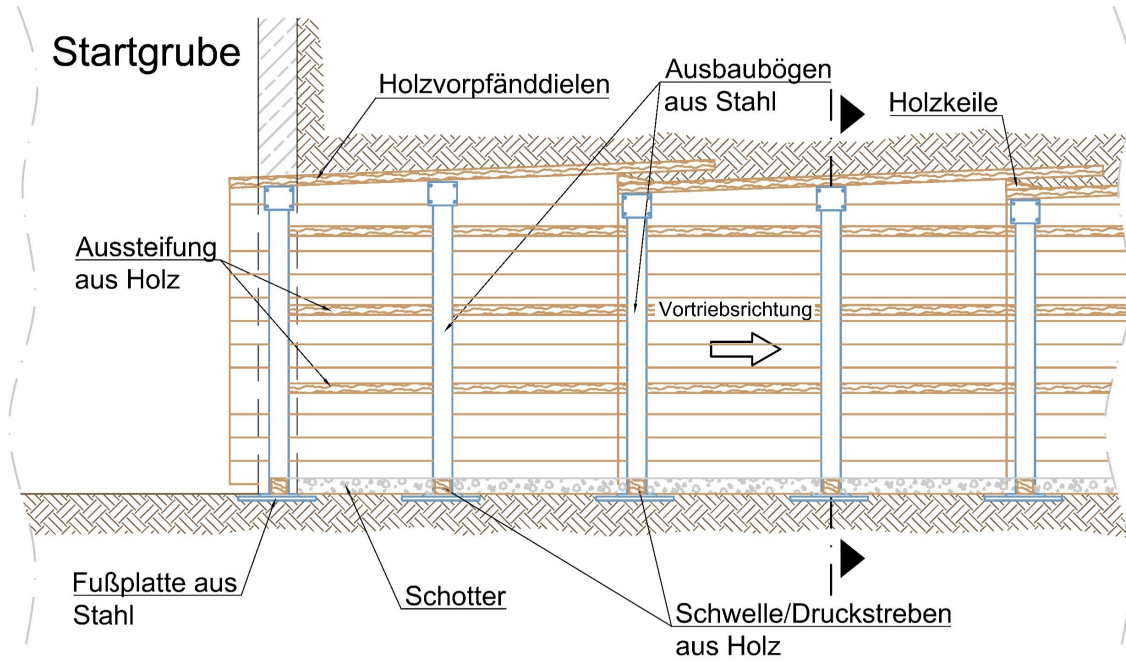 Startgrube
Holzvorpfänddielen
Ausbaubögen
aus Stahl
Holzkeile
Aussteifung
aus Holz
Vortriebsrichtung
Fußplatte aus
Stahl
Schotter
Schwelle/Druckstreben
aus Holz